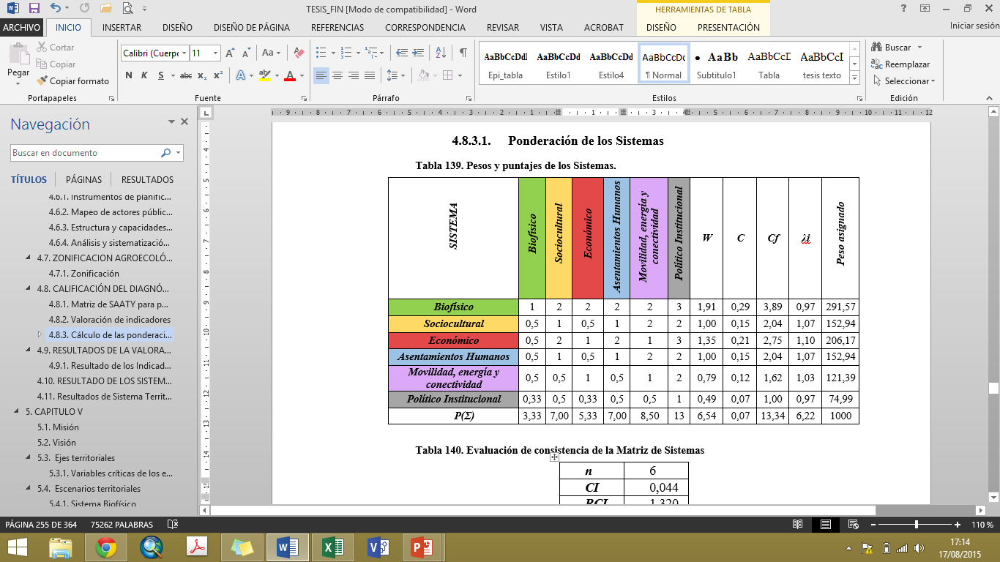 TESIS_FIN [Modo de compatibilidad] - Word
HERRAMIENTAS DE TABLA
ARCHIVO INICIO INSERTAR DISEÑO DISEÑO DE PÁGINA REFERENCIAS CORRESPONDENCIA REVISAR VISTA ACROBAT DISEÑO PRESENTACIÓN
Iniciar sesión
Pegar
Cortar
Copiar
Copiar formato
Portapapeles
Calibri (Cuerpo 11
N K S abc x₂ x²
Fuente
Párrafo
AaBbCcDd AaBbCcDd AaBbCcDd AaBbCcDc AaBb AaBbCcI AaBbCcI
Epi_tabla Estilo1 Estilo4 ¶ Normal Subtitulo1 Tabla tesis texto
Estilos
Buscar
Reemplazar
Seleccionar
Edición
Navegación
Buscar en documento
TÍTULOS PÁGINAS RESULTADOS
4.6.1. Instrumentos de planific...
4.6.2. Mapeo de actores públic...
4.6.3. Estructura y capacidades...
4.6.4. Análisis y sistematizació...
4.7. ZONIFICACION AGROECOLÓ...
4.7.1. Zonificación
4.8. CALIFICACIÓN DEL DIAGNÓ...
4.8.1. Matriz de SAATY para p...
4.8.2. Valoración de indicadores
4.8.3. Cálculo de las ponderaci...
4.9. RESULTADOS DE LA VALORA...
4.9.1. Resultado de los Indicad...
4.10. RESULTADO DE LOS SISTEM...
4.11. Resultados de Sistema Territ...
5. CAPITULO V
5.1. Misión
5.2. Visión
5.3. Ejes territoriales
5.3.1. Variables críticas de los e...
5.4. Escenarios territoriales
5.4.1. Sistema Biofísico
4.8.3.1. Ponderación de los Sistemas
Tabla 139. Pesos y puntajes de los Sistemas.
SISTEMA Biofísico Sociocultural Económico Asentamientos Humanos Movilidad, energía y conectividad Político Institucional W C Cf λi Peso asignado
Biofísico 1 2 2 2 2 3 1,91 0,29 3,89 0,97 291,57
Sociocultural 0,5 1 0,5 1 2 2 1,00 0,15 2,04 1,07 152,94
Económico 0,5 2 1 2 1 3 1,35 0,21 2,75 1,10 206,17
Asentamientos Humanos 0,5 1 0,5 1 2 2 1,00 0,15 2,04 1,07 152,94
Movilidad, energía y
conectividad 0,5 0,5 1 0,5 1 2 0,79 0,12 1,62 1,03 121,39
Político Institucional 0,33 0,5 0,33 0,5 0,5 1 0,49 0,07 1,00 0,97 74,99
P(Σ) 3,33 7,00 5,33 7,00 8,50 13 6,54 0,07 13,34 6,22 1000
Tabla 140. Evaluación de consistencia de la Matriz de Sistemas
n 6
CI 0,044
RCI 1,320
PÁGINA 255 DE 364 75262 PALABRAS
110 %
17:14
17/08/2015